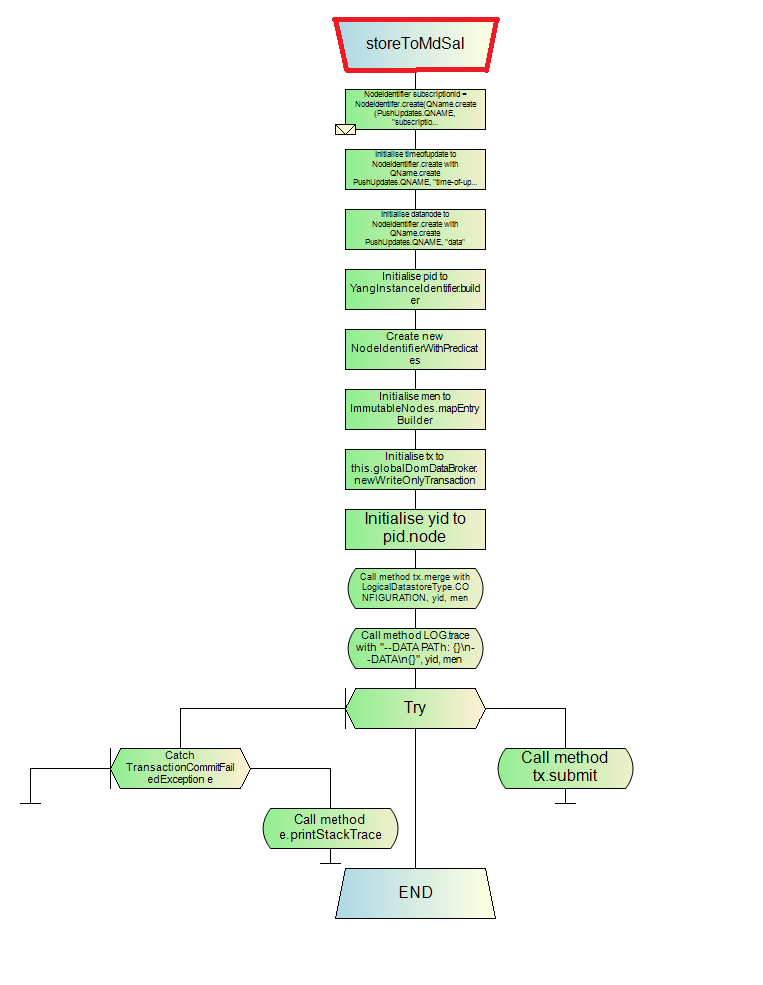 storeToMdSal
NodeIdentifier subscriptionid =
NodeIdentifer.create(QName.create
(PushUpdates.QNAME,
"subscriptio...
Initialise timeofupdate to
NodeIdentifier.create with
QName.create
PushUpdates.QNAME, "time-of-up...
Initialise datanode to
NodeIdentifier.create with
QName.create
PushUpdates.QNAME, "data"
Initialise pid to
YangInstanceIdentifier.build
er
Create new
NodeIdentifierWithPredicat
es
Initialise men to
ImmutableNodes.mapEntry
Builder
Initialise tx to
this.globalDomDataBroker.
newWriteOnlyTransaction
Initialise yid to
pid.node
Call method tx.merge with
LogicalDatastoreType.CO
NFIGURATION, yid, men
Call method LOG.trace
with "--DATA PATh: {}\n-
-DATA\n{}", yid, men
Try
Catch
TransactionCommitFail
edException e
Call method
tx.submit
Call method
e.printStackTrace
END